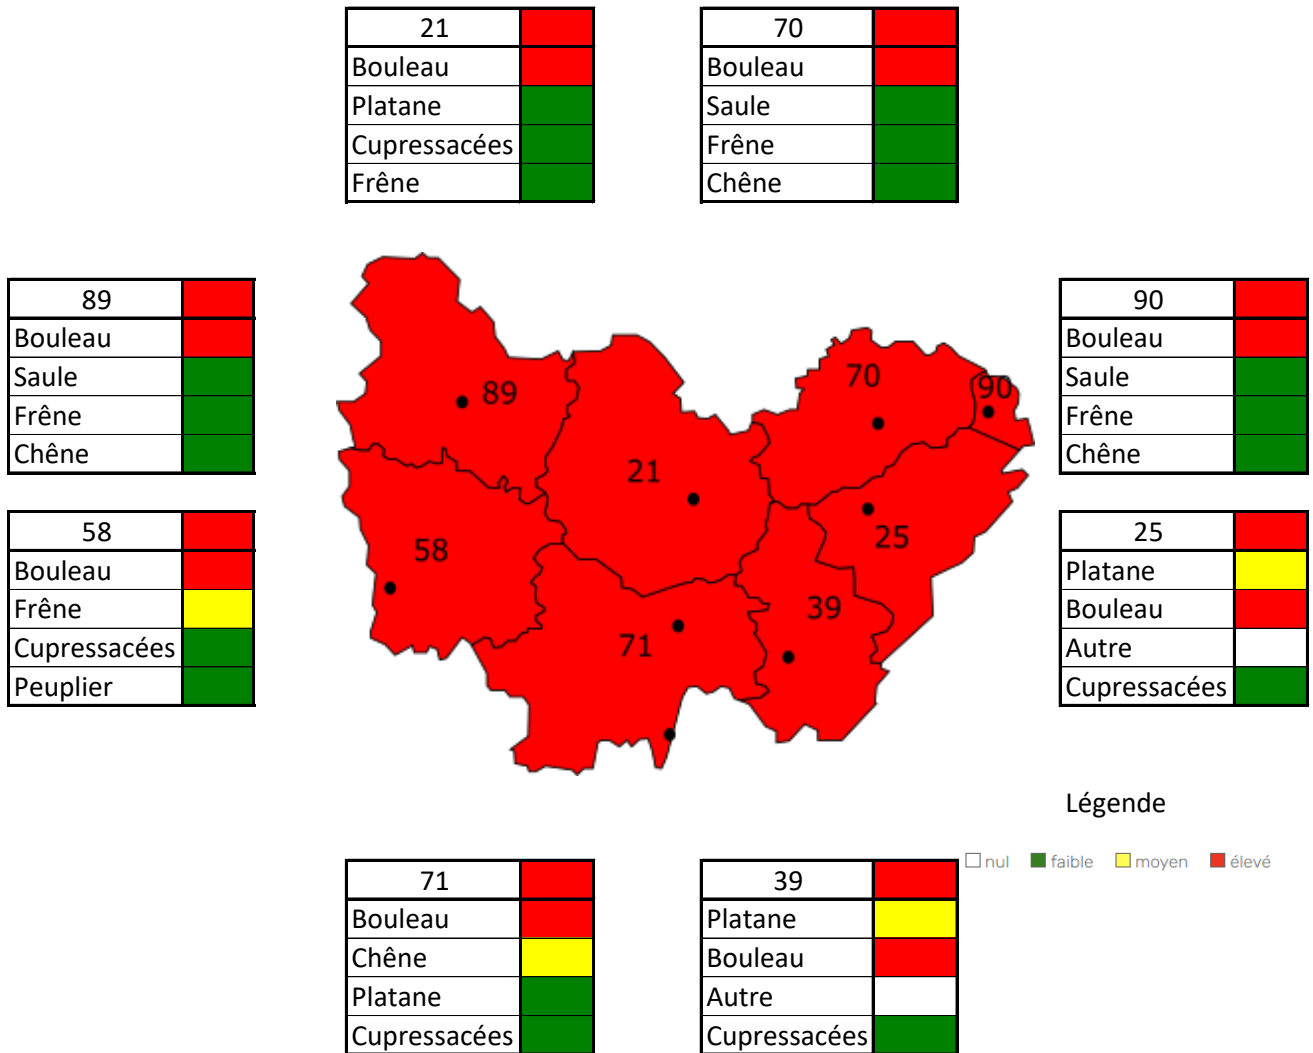 21
Bouleau
Platane
Cupressacées
Frêne
70
Bouleau
Saule
Frêne
Chêne
89
Bouleau
Saule
Frêne
Chêne
90
Bouleau
Saule
Frêne
Chêne
58
Bouleau
Frêne
Cupressacées
Peuplier
89
70
90
21
25
58
39
71
25
Platane
Bouleau
Autre
Cupressacées
Légende
nul faible moyen élevé
71
Bouleau
Chêne
Platane
Cupressacées
39
Platane
Bouleau
Autre
Cupressacées